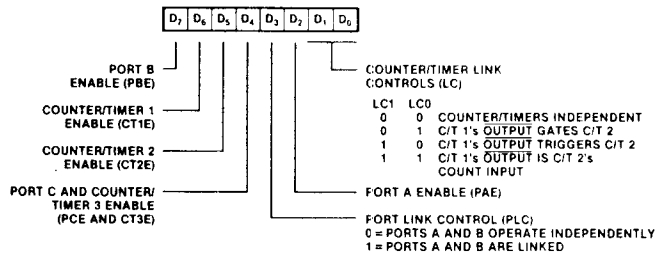 D7 D6 D5 D4 D3 D2 D1 D0
PORT B
ENABLE (PBE)
COUNTER/TIMER 1
ENABLE (CT1E)
COUNTER/TIMER 2
ENABLE (CT2E)
PORT C AND COUNTER/
TIMER 3 ENABLE
(PCE AND CT3E)
COUNTER/TIMER LINK
CONTROLS (LC)
LC1 LC0
0 0 COUNTER/TIMERS INDEPENDENT
0 1 C/T 1's OUTPUT GATES C/T 2
1 0 C/T 1's OUTPUT TRIGGERS C/T 2
1 1 C/T 1's OUTPUT IS C/T 2's
COUNT INPUT
PORT A ENABLE (PAE)
PORT LINK CONTROL (PLC)
0 = PORTS A AND B OPERATE INDEPENDENTLY
1 = PORTS A AND B ARE LINKED